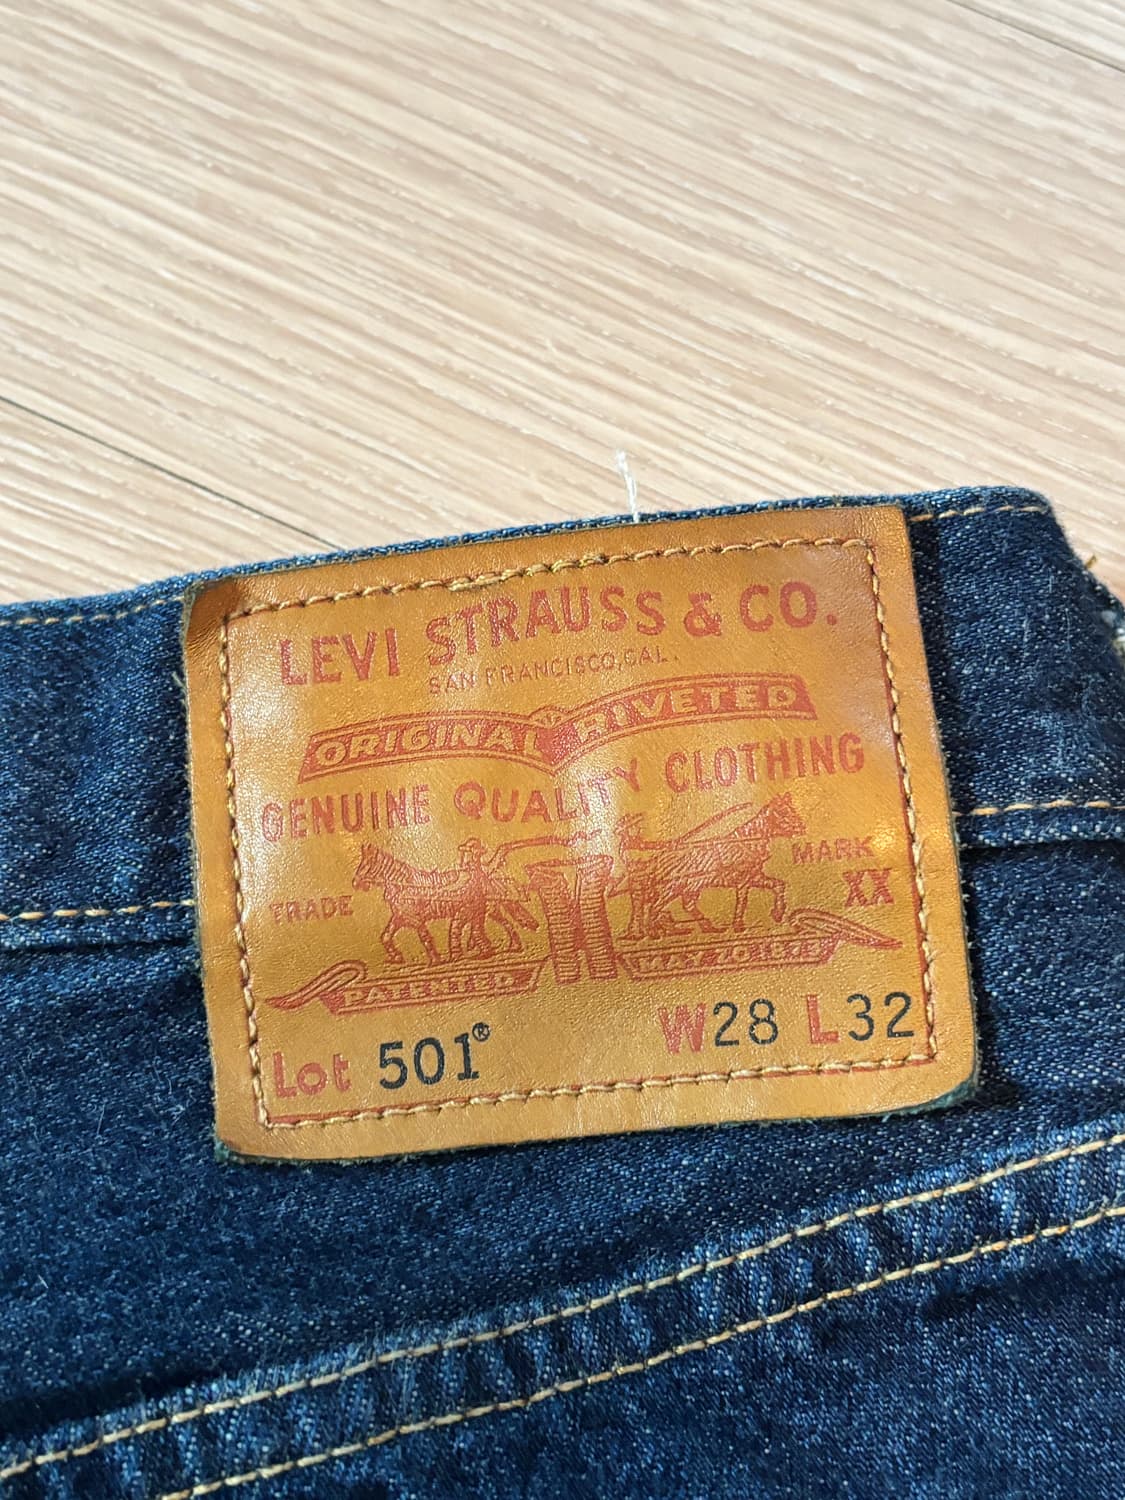 LEVI STRAUSS & CO.
SAN FRANCISCO, CAL.
ORIGINAL RIVETED
GENUINE QUALITY CLOTHING
TRADE MARK
XX
PATENTED MAY 20 1873
Lot 501® W28 L32